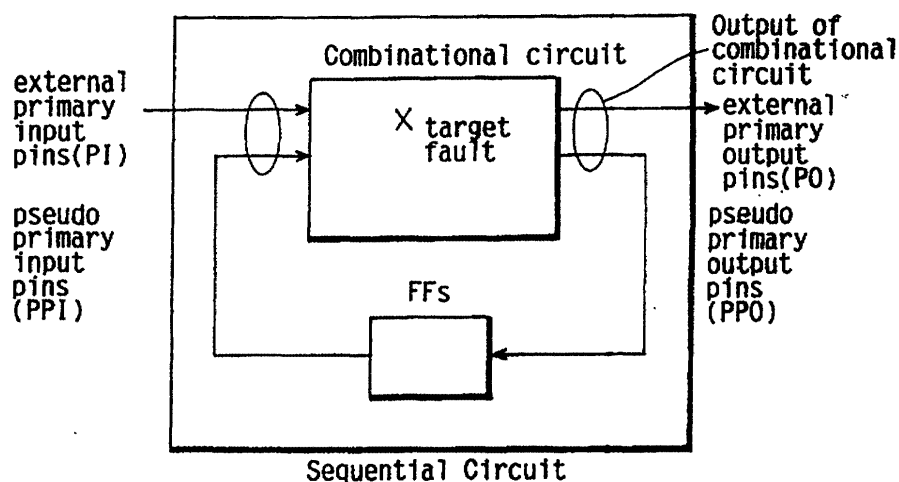 Output of
combinational
circuit
Combinational circuit
external
primary
input
pins(PI)
X target
fault
external
primary
output
pins(PO)
pseudo
primary
input
pins
(PPI)
pseudo
primary
output
pins
(PPO)
FFs
Sequential Circuit